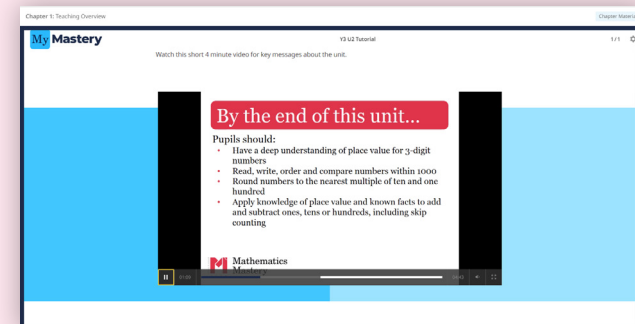 Chapter 1: Teaching Overview
Chapter Materia
My Mastery
Y3 U2 Tutorial
1 / 1
Watch this short 4 minute video for key messages about the unit.
By the end of this unit...
Pupils should:
• Have a deep understanding of place value for 3-digit
numbers
• Read, write, order and compare numbers within 1000
• Round numbers to the nearest multiple of ten and one
hundred
• Apply knowledge of place value and known facts to add
and subtract ones, tens or hundreds, including skip
counting
Mathematics
Mastery